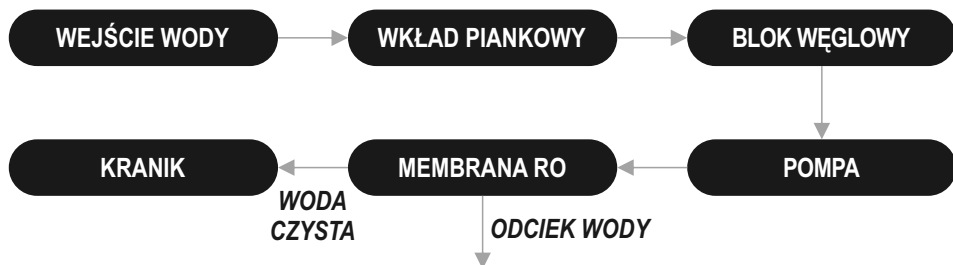 WEJŚCIE WODY
WKŁAD PIANKOWY
BLOK WĘGLOWY
KRANIK
MEMBRANA RO
POMPA
WODA
CZYSTA
ODCIEK WODY